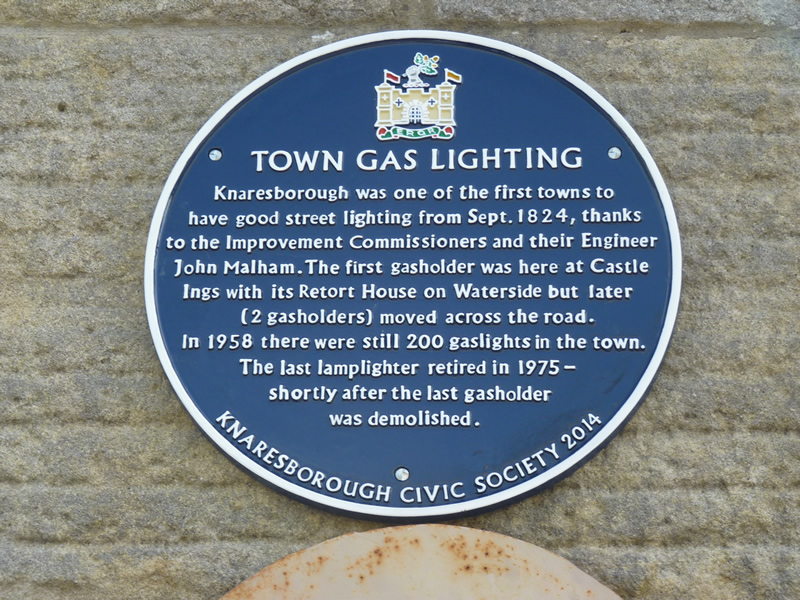 TOWN GAS LIGHTING
Knaresborough was one of the first towns to
have good street lighting from Sept. 1824, thanks
to the Improvement Commissioners and their Engineer
John Malham. The first gasholder was here at Castle
Ings with its Retort House on Waterside but later
(2 gasholders) moved across the road.
In 1958 there were still 200 gaslights in the town.
The last lamplighter retired in 1975 –
shortly after the last gasholder
was demolished.
KNARESBOROUGH CIVIC SOCIETY 2014